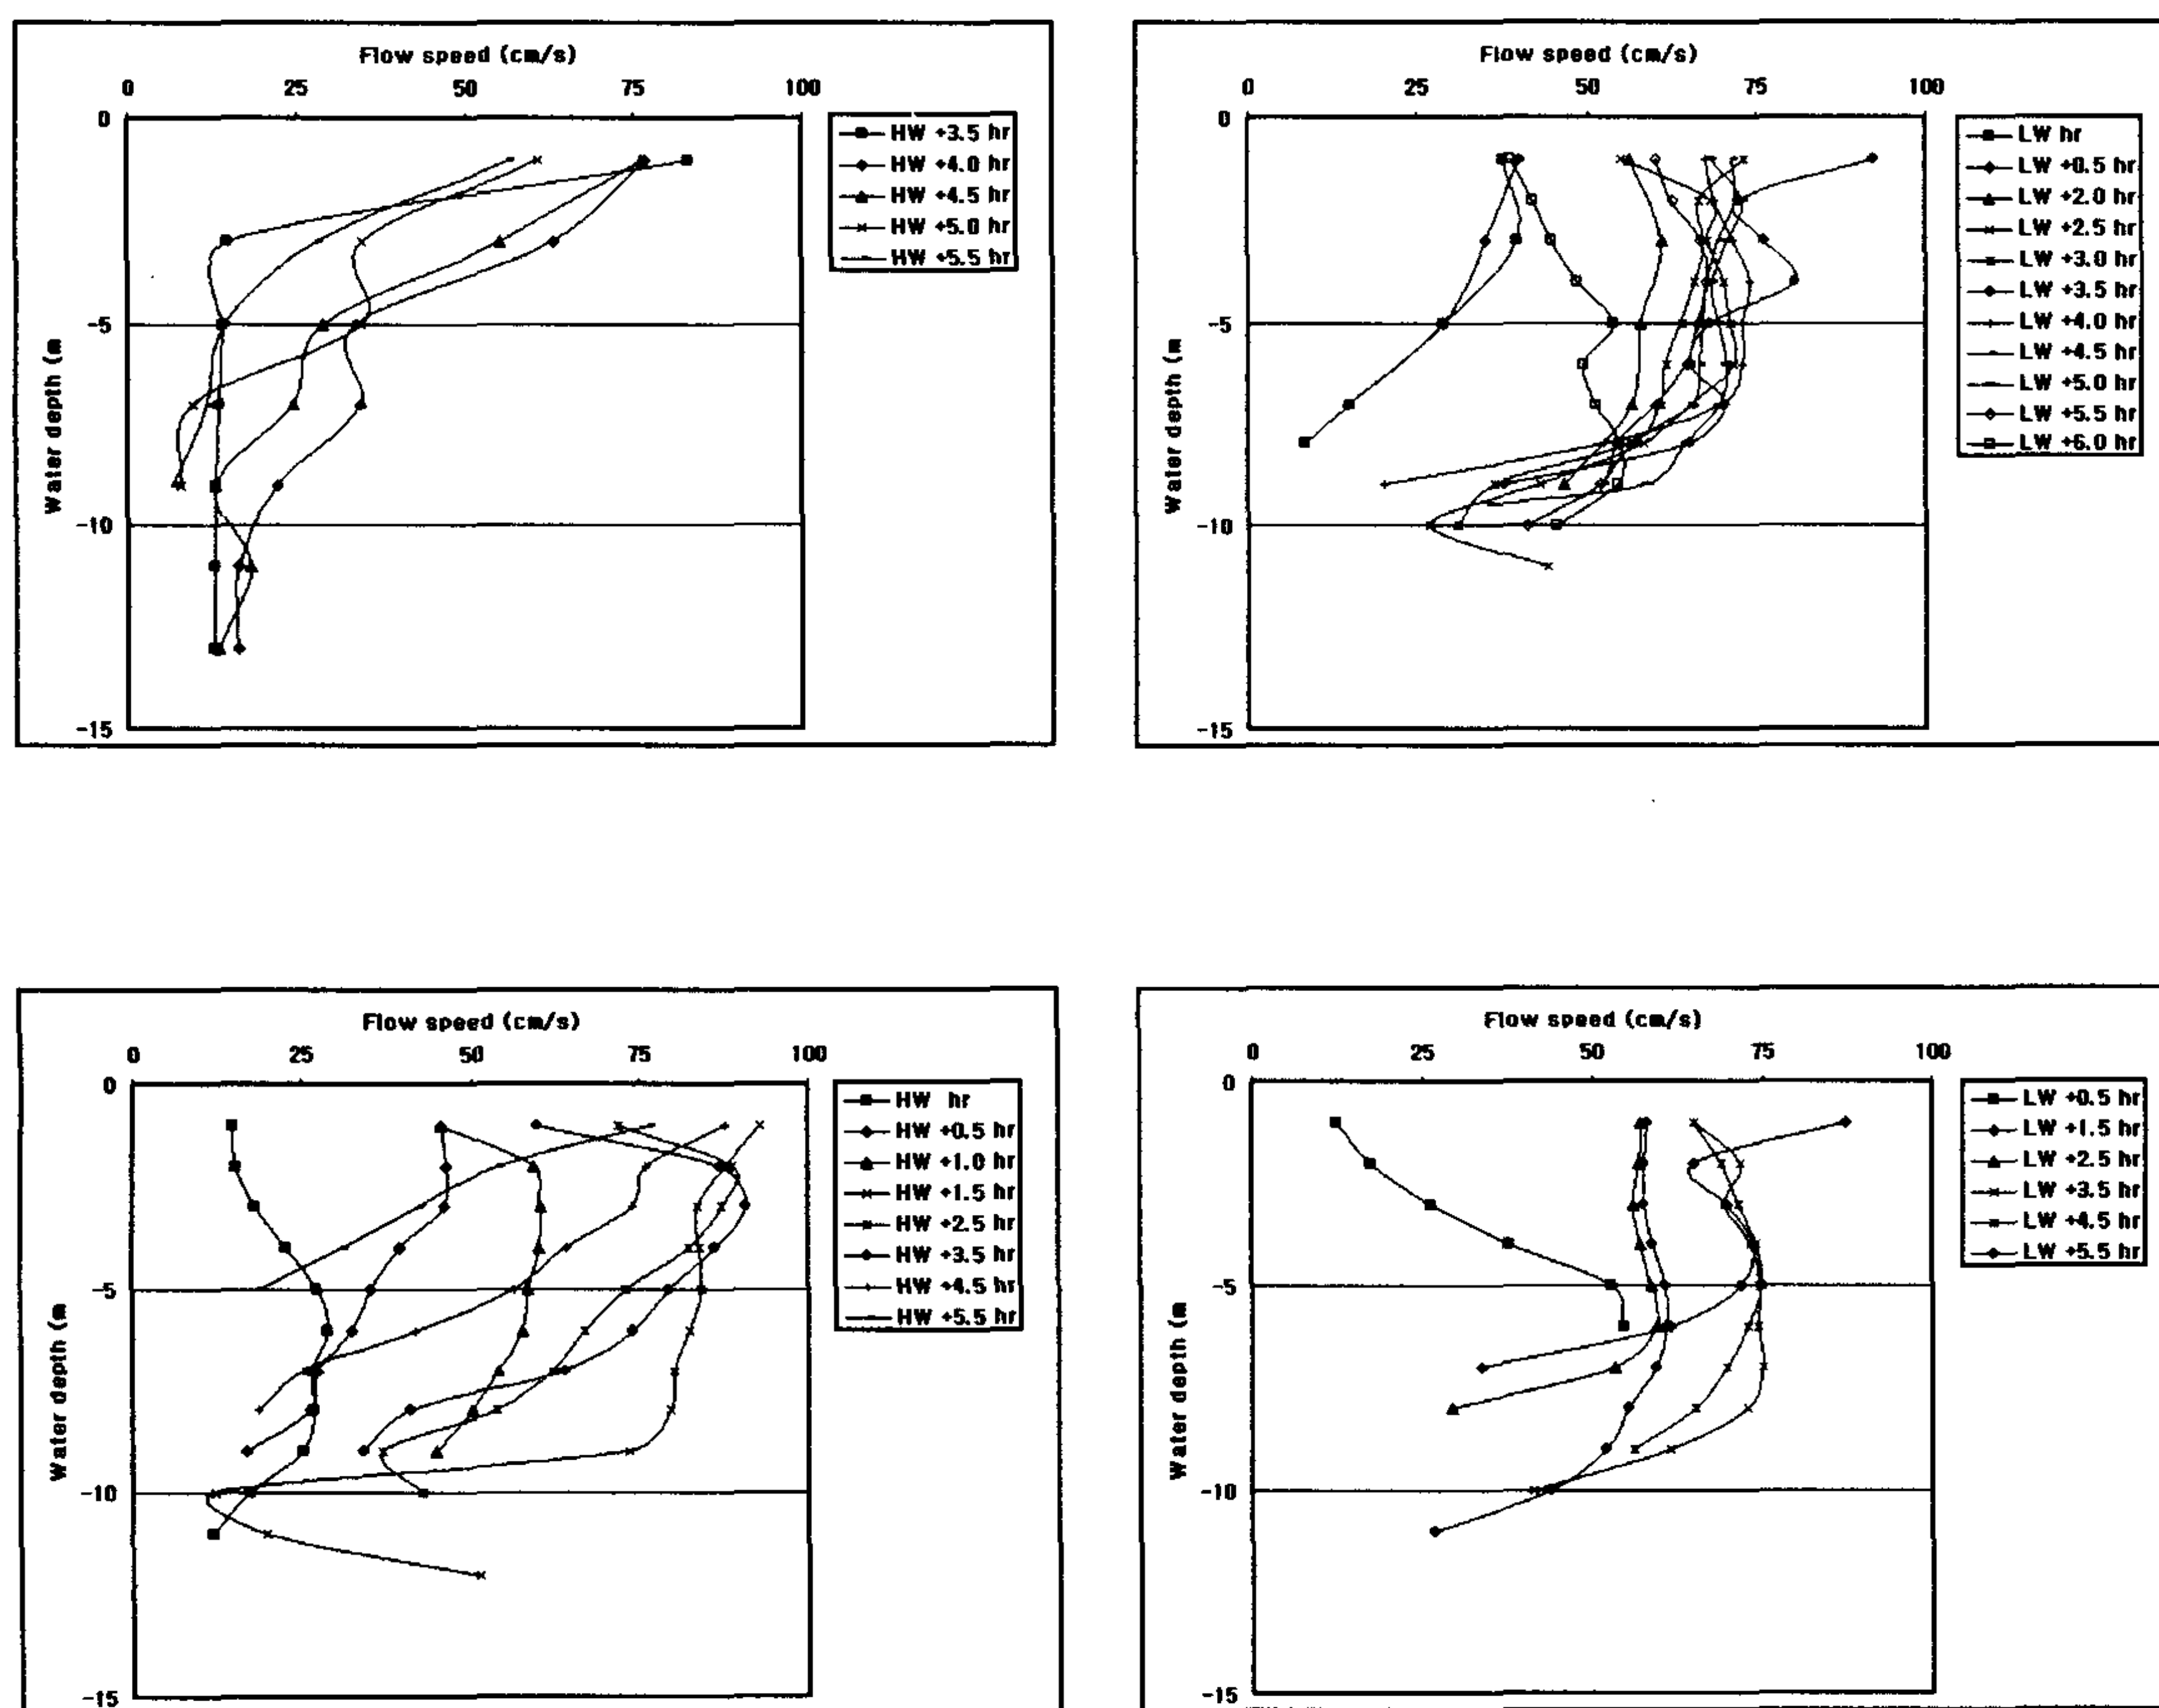 Flow speed (cm/s)
0 25 50 75 100
0
-5
-10
-15
Water depth (m
HW +3.5 hr
HW +4.0 hr
HW +4.5 hr
HW +5.0 hr
HW +5.5 hr
Flow speed (cm/s)
0 25 50 75 100
0
-5
-10
-15
Water depth (m
LW hr
LW +0.5 hr
LW +2.0 hr
LW +2.5 hr
LW +3.0 hr
LW +3.5 hr
LW +4.0 hr
LW +4.5 hr
LW +5.0 hr
LW +5.5 hr
LW +6.0 hr
Flow speed (cm/s)
0 25 50 75 100
0
-5
-10
-15
Water depth (m
HW hr
HW +0.5 hr
HW +1.0 hr
HW +1.5 hr
HW +2.5 hr
HW +3.5 hr
HW +4.5 hr
HW +5.5 hr
Flow speed (cm/s)
0 25 50 75 100
0
-5
-10
-15
Water depth (m
LW +0.5 hr
LW +1.5 hr
LW +2.5 hr
LW +3.5 hr
LW +4.5 hr
LW +5.5 hr